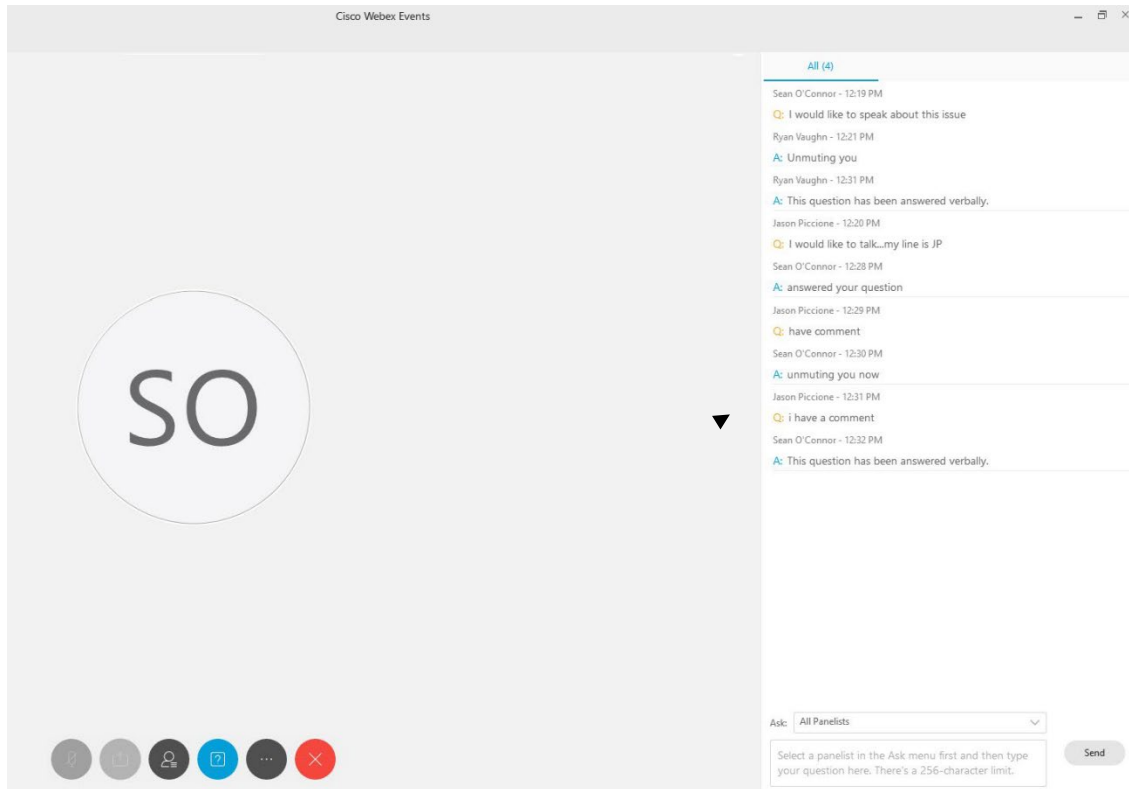 Cisco Webex Events
All (4)
Sean O'Connor - 12:19 PM
Q: I would like to speak about this issue
Ryan Vaughn - 12:21 PM
A: Unmuting you
Ryan Vaughn - 12:31 PM
A: This question has been answered verbally.
Jason Piccione - 12:20 PM
Q: I would like to talk...my line is JP
Sean O'Connor - 12:28 PM
A: answered your question
Jason Piccione - 12:29 PM
Q: have comment
Sean O'Connor - 12:30 PM
A: unmuting you now
Jason Piccione - 12:31 PM
Q: i have a comment
Sean O'Connor - 12:32 PM
A: This question has been answered verbally.
SO
Ask: All Panelists
Select a panelist in the Ask menu first and then type
your question here. There's a 256-character limit.
Send